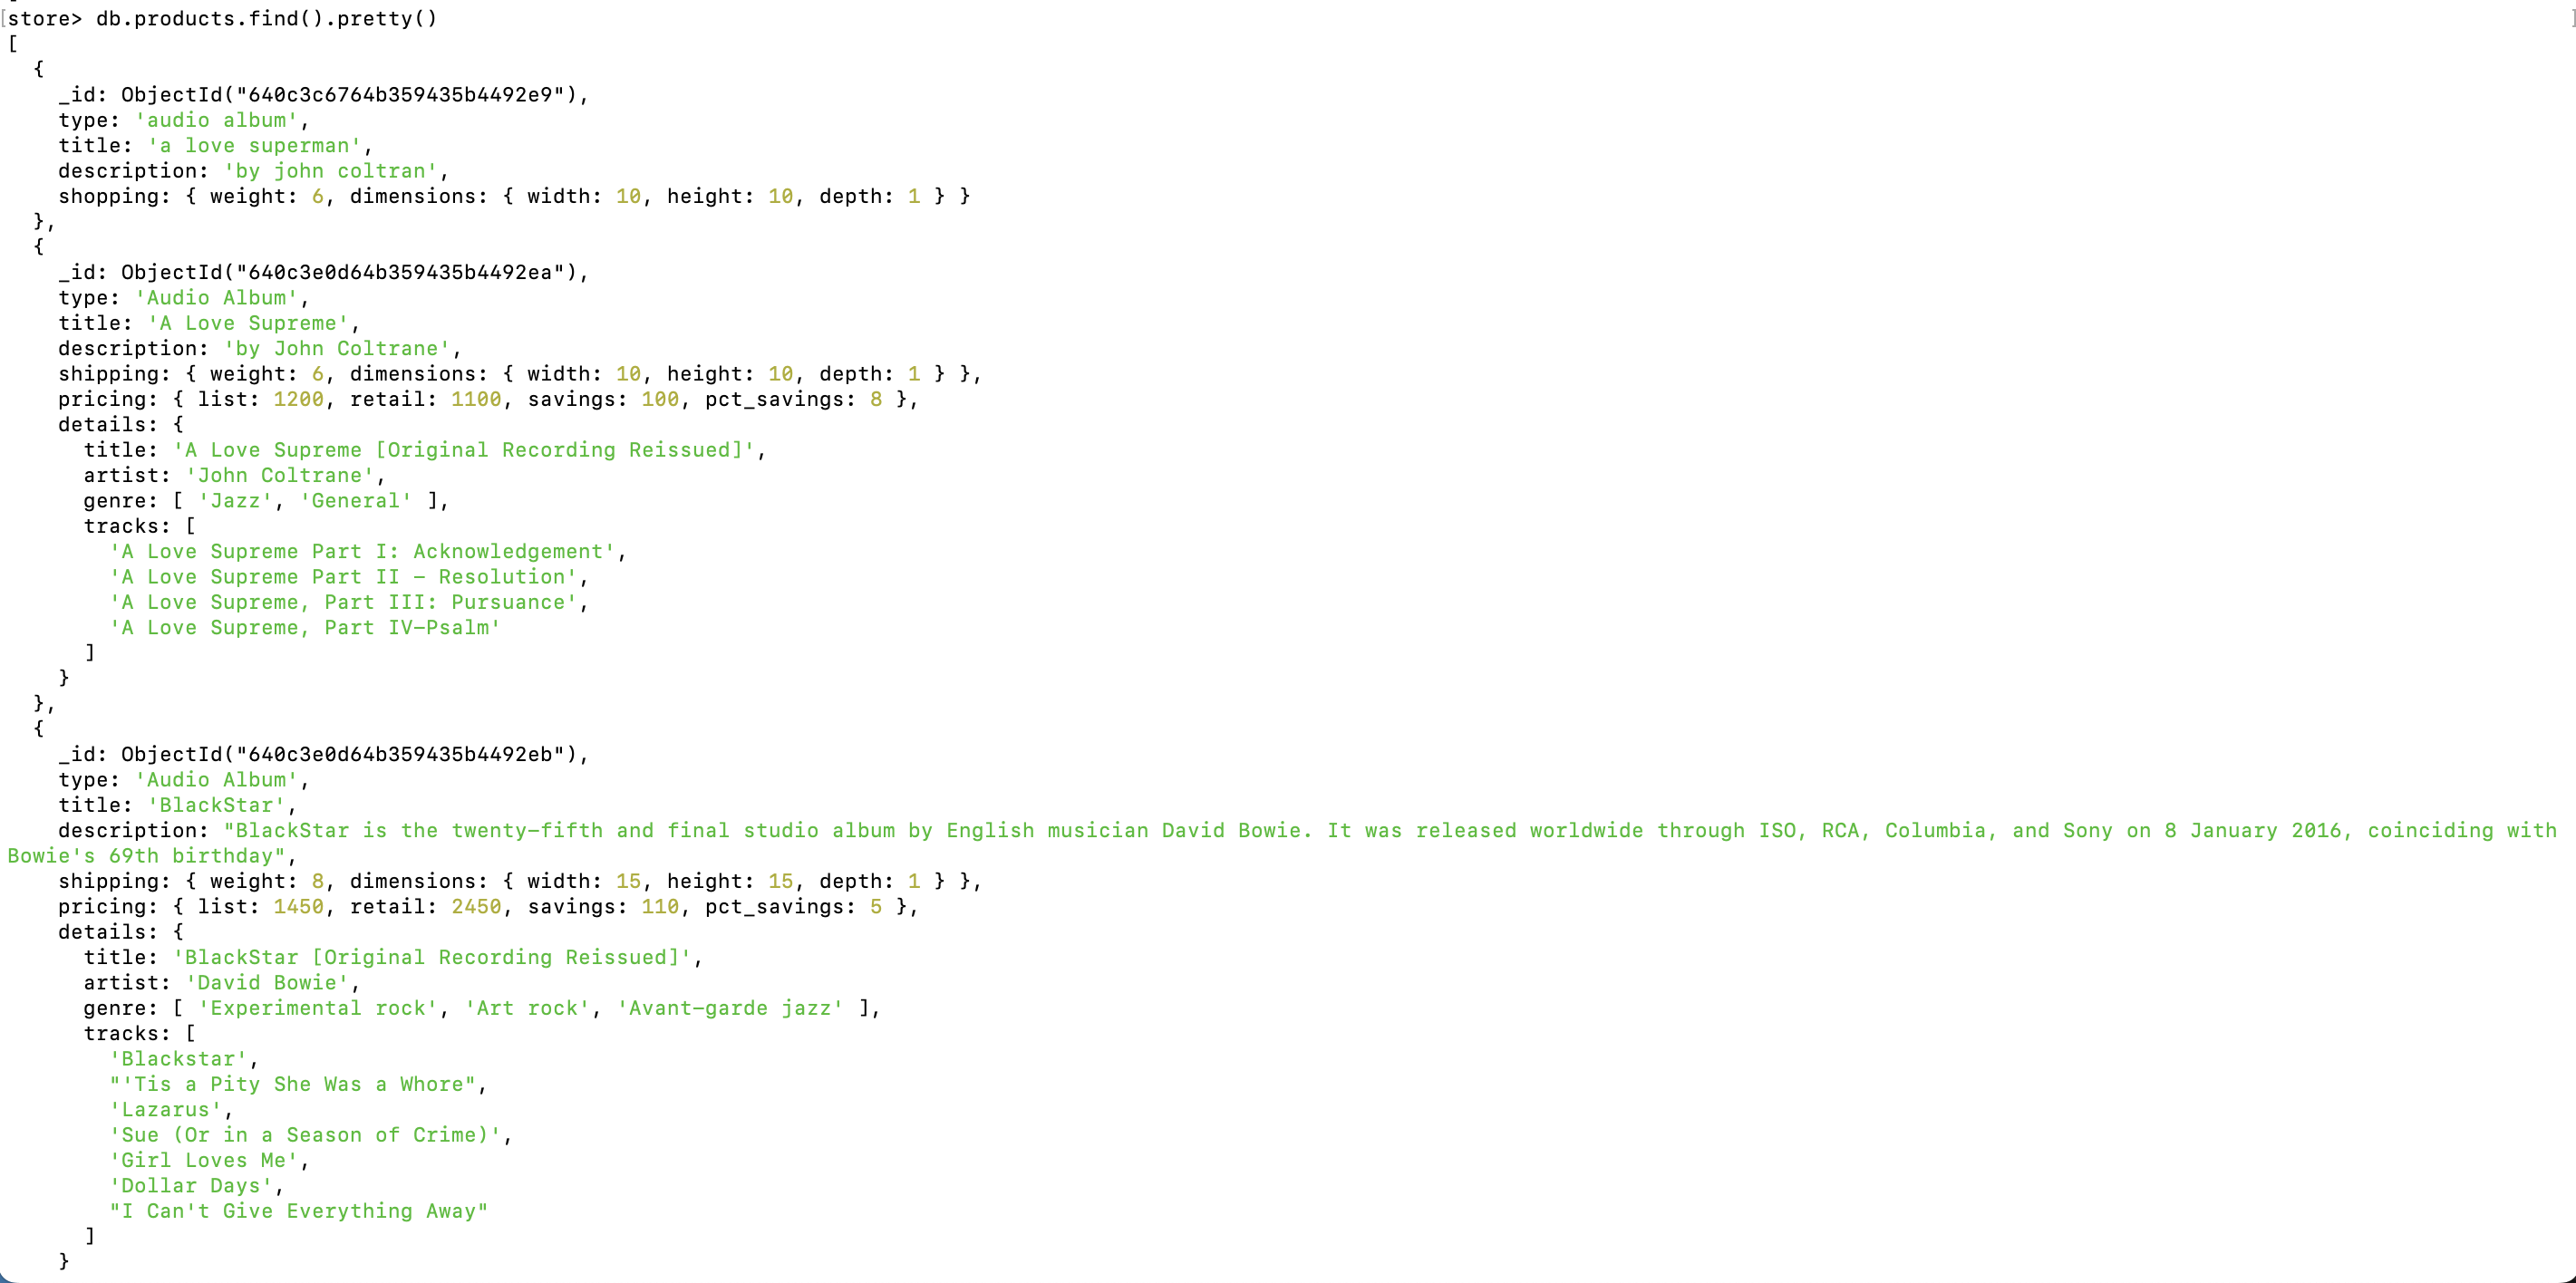 [store> db.products.find().pretty() ]
[
  {
    _id: ObjectId("640c3c6764b359435b4492e9"),
    type: 'audio album',
    title: 'a love superman',
    description: 'by john coltran',
    shopping: { weight: 6, dimensions: { width: 10, height: 10, depth: 1 } }
  },
  {
    _id: ObjectId("640c3e0d64b359435b4492ea"),
    type: 'Audio Album',
    title: 'A Love Supreme',
    description: 'by John Coltrane',
    shipping: { weight: 6, dimensions: { width: 10, height: 10, depth: 1 } },
    pricing: { list: 1200, retail: 1100, savings: 100, pct_savings: 8 },
    details: {
      title: 'A Love Supreme [Original Recording Reissued]',
      artist: 'John Coltrane',
      genre: [ 'Jazz', 'General' ],
      tracks: [
        'A Love Supreme Part I: Acknowledgement',
        'A Love Supreme Part II - Resolution',
        'A Love Supreme, Part III: Pursuance',
        'A Love Supreme, Part IV-Psalm'
      ]
    }
  },
  {
    _id: ObjectId("640c3e0d64b359435b4492eb"),
    type: 'Audio Album',
    title: 'BlackStar',
    description: "BlackStar is the twenty-fifth and final studio album by English musician David Bowie. It was released worldwide through ISO, RCA, Columbia, and Sony on 8 January 2016, coinciding with
Bowie's 69th birthday",
    shipping: { weight: 8, dimensions: { width: 15, height: 15, depth: 1 } },
    pricing: { list: 1450, retail: 2450, savings: 110, pct_savings: 5 },
    details: {
      title: 'BlackStar [Original Recording Reissued]',
      artist: 'David Bowie',
      genre: [ 'Experimental rock', 'Art rock', 'Avant-garde jazz' ],
      tracks: [
        'Blackstar',
        "'Tis a Pity She Was a Whore",
        'Lazarus',
        'Sue (Or in a Season of Crime)',
        'Girl Loves Me',
        'Dollar Days',
        "I Can't Give Everything Away"
      ]
    }